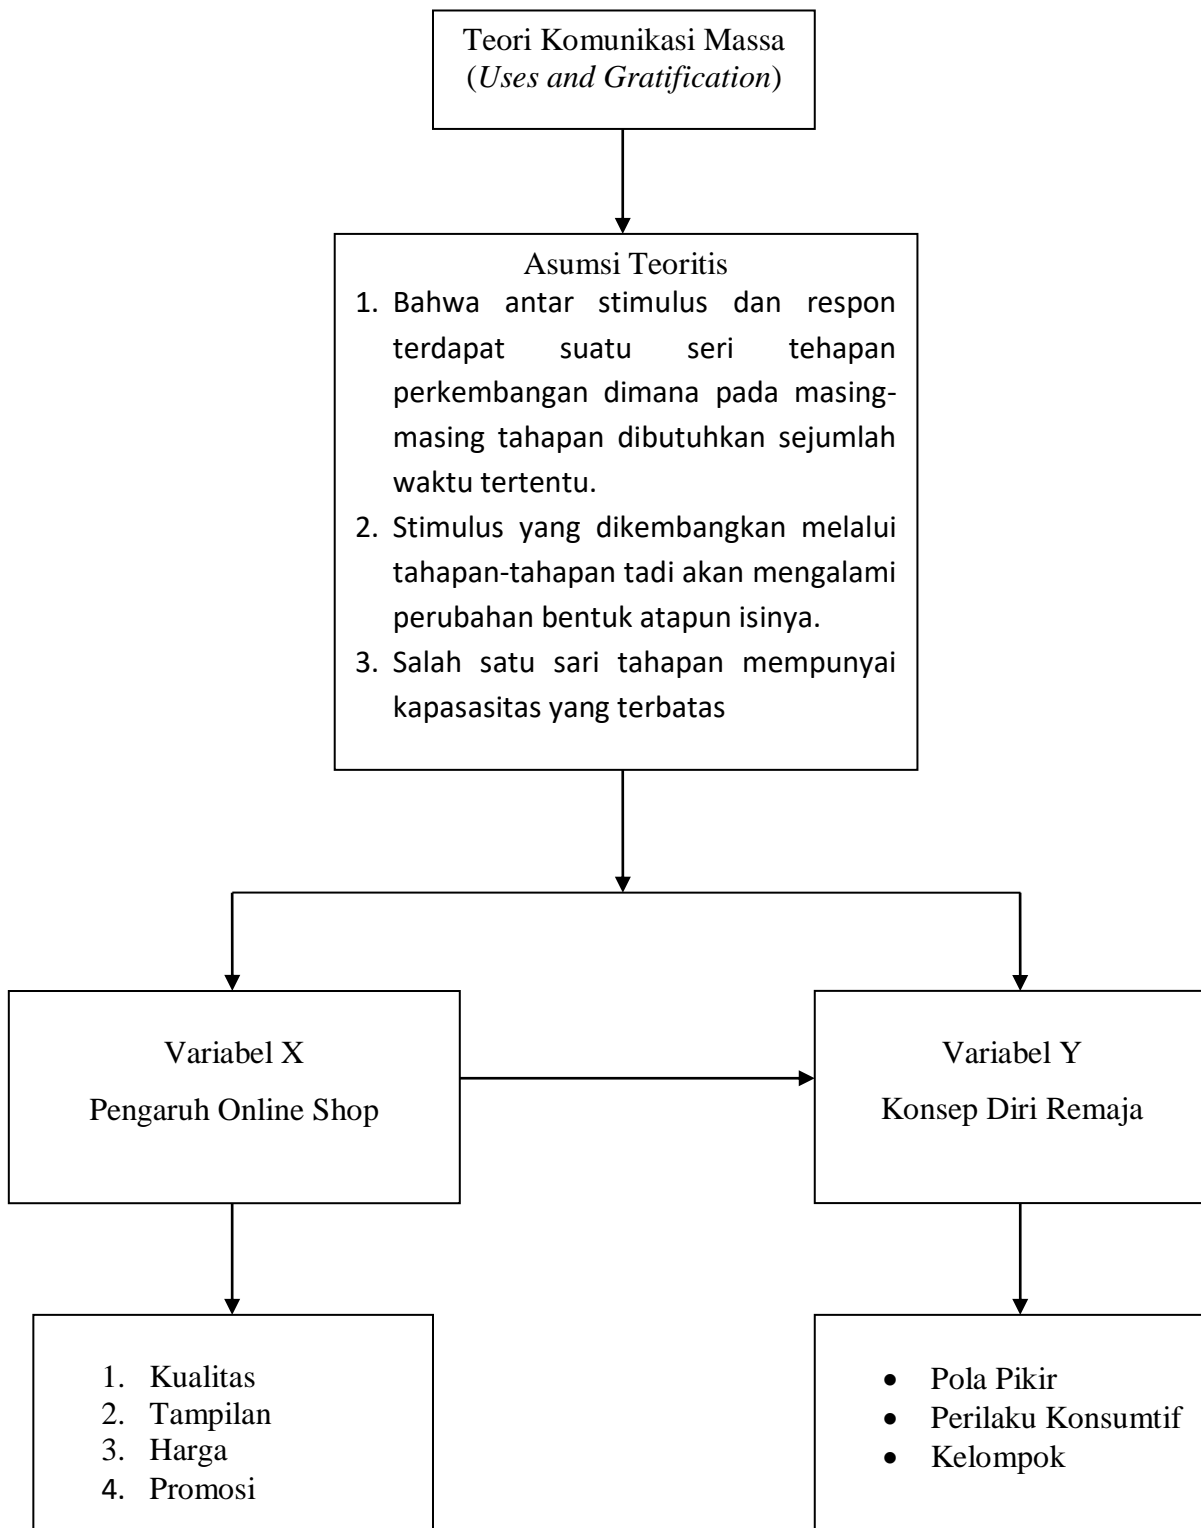 Teori Komunikasi Massa
(Uses and Gratification)
Asumsi Teoritis
1. Bahwa antar stimulus dan respon
terdapat suatu seri tehapan
perkembangan dimana pada masing-
masing tahapan dibutuhkan sejumlah
waktu tertentu.
2. Stimulus yang dikembangkan melalui
tahapan-tahapan tadi akan mengalami
perubahan bentuk atapun isinya.
3. Salah satu sari tahapan mempunyai
kapasasitas yang terbatas
Variabel X
Pengaruh Online Shop
Variabel Y
Konsep Diri Remaja
1. Kualitas
2. Tampilan
3. Harga
4. Promosi
• Pola Pikir
• Perilaku Konsumtif
• Kelompok